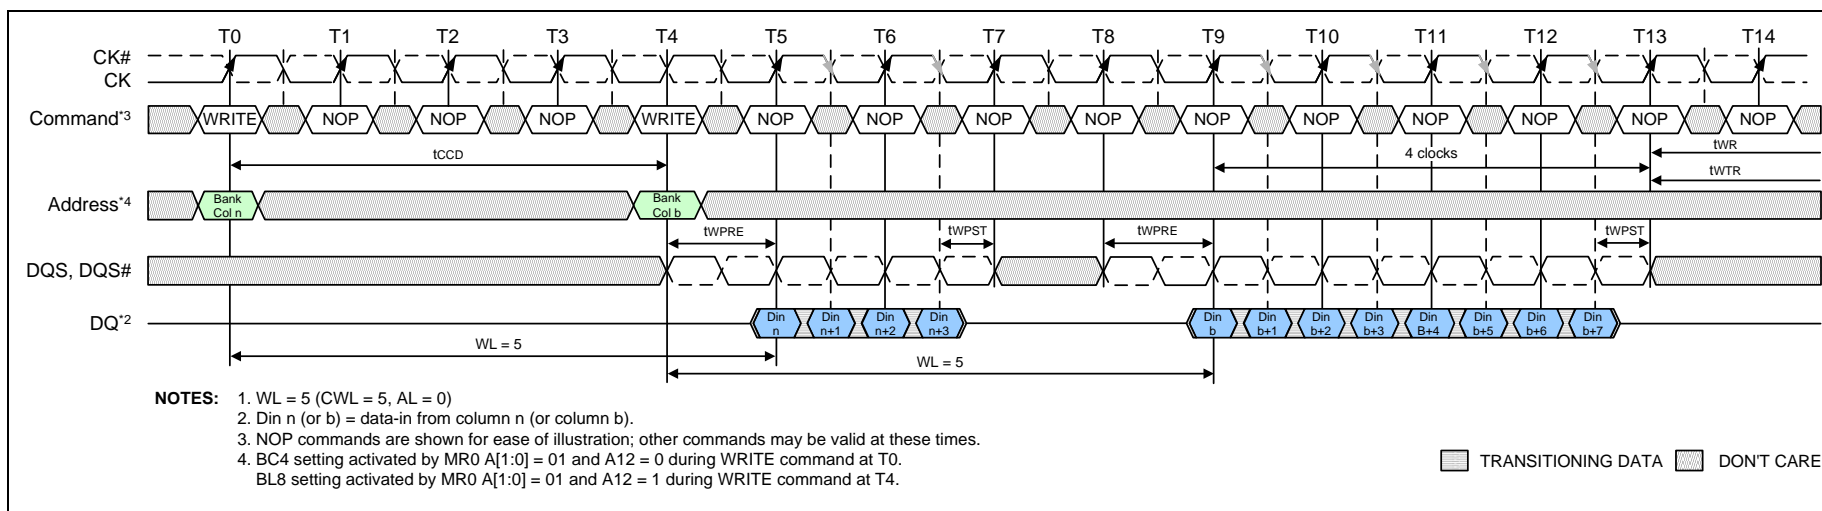 T0 T1 T2 T3 T4 T5 T6 T7 T8 T9 T10 T11 T12 T13 T14
CK#
CK
Command*3 WRITE NOP NOP NOP WRITE NOP NOP NOP NOP NOP NOP NOP NOP NOP NOP
tCCD 4 clocks tWR
tWTR
Address*4 Bank Col n Bank Col b
tWPRE tWPST tWPRE tWPST
DQS, DQS#
DQ*2 Din n Din n+1 Din n+2 Din n+3 Din b Din b+1 Din b+2 Din b+3 Din B+4 Din b+5 Din b+6 Din b+7
WL = 5
WL = 5
NOTES: 1. WL = 5 (CWL = 5, AL = 0)
2. Din n (or b) = data-in from column n (or column b).
3. NOP commands are shown for ease of illustration; other commands may be valid at these times.
4. BC4 setting activated by MR0 A[1:0] = 01 and A12 = 0 during WRITE command at T0.
BL8 setting activated by MR0 A[1:0] = 01 and A12 = 1 during WRITE command at T4.
TRANSITIONING DATA DON'T CARE